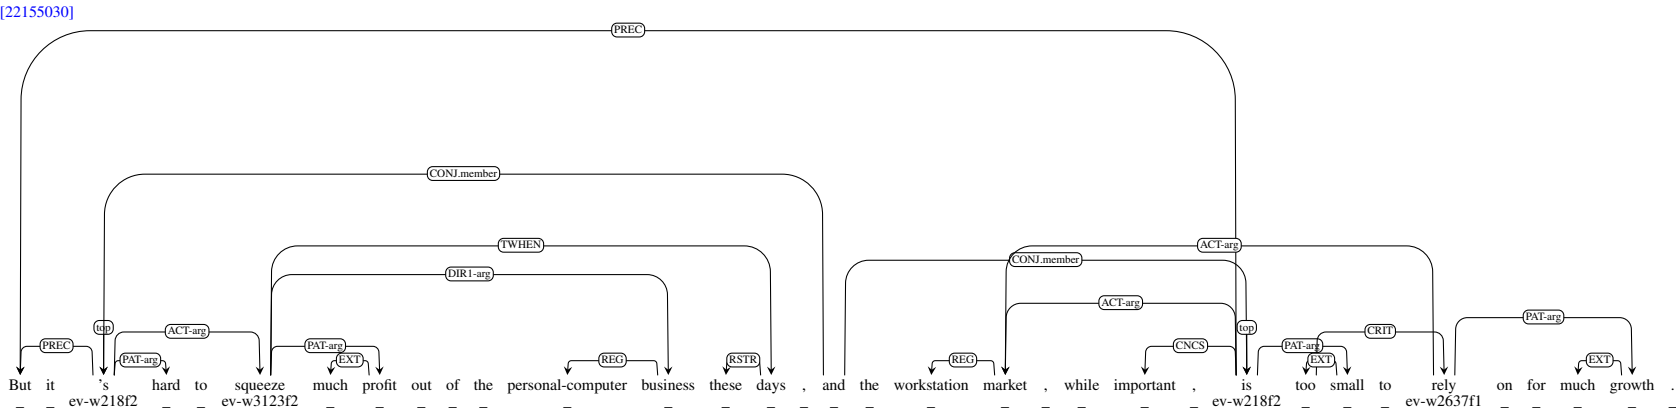 [22155030]
PREC
CONJ.member
TWHEN ACT-arg
CONJ.member
DIR1-arg
ACT-arg
PAT-arg
top ACT-arg top CRIT
PREC PAT-arg CNCS PAT-arg
PAT-arg EXT REG RSTR REG EXT EXT
But it 's hard to squeeze much profit out of the personal-computer business these days , and the workstation market , while important , is too small to rely on for much growth .
_ _ ev-w218f2 _ _ ev-w3123f2 _ _ _ _ _ _ _ _ _ _ _ _ _ _ _ _ _ _ ev-w218f2 _ _ _ ev-w2637f1 _ _ _ _ _